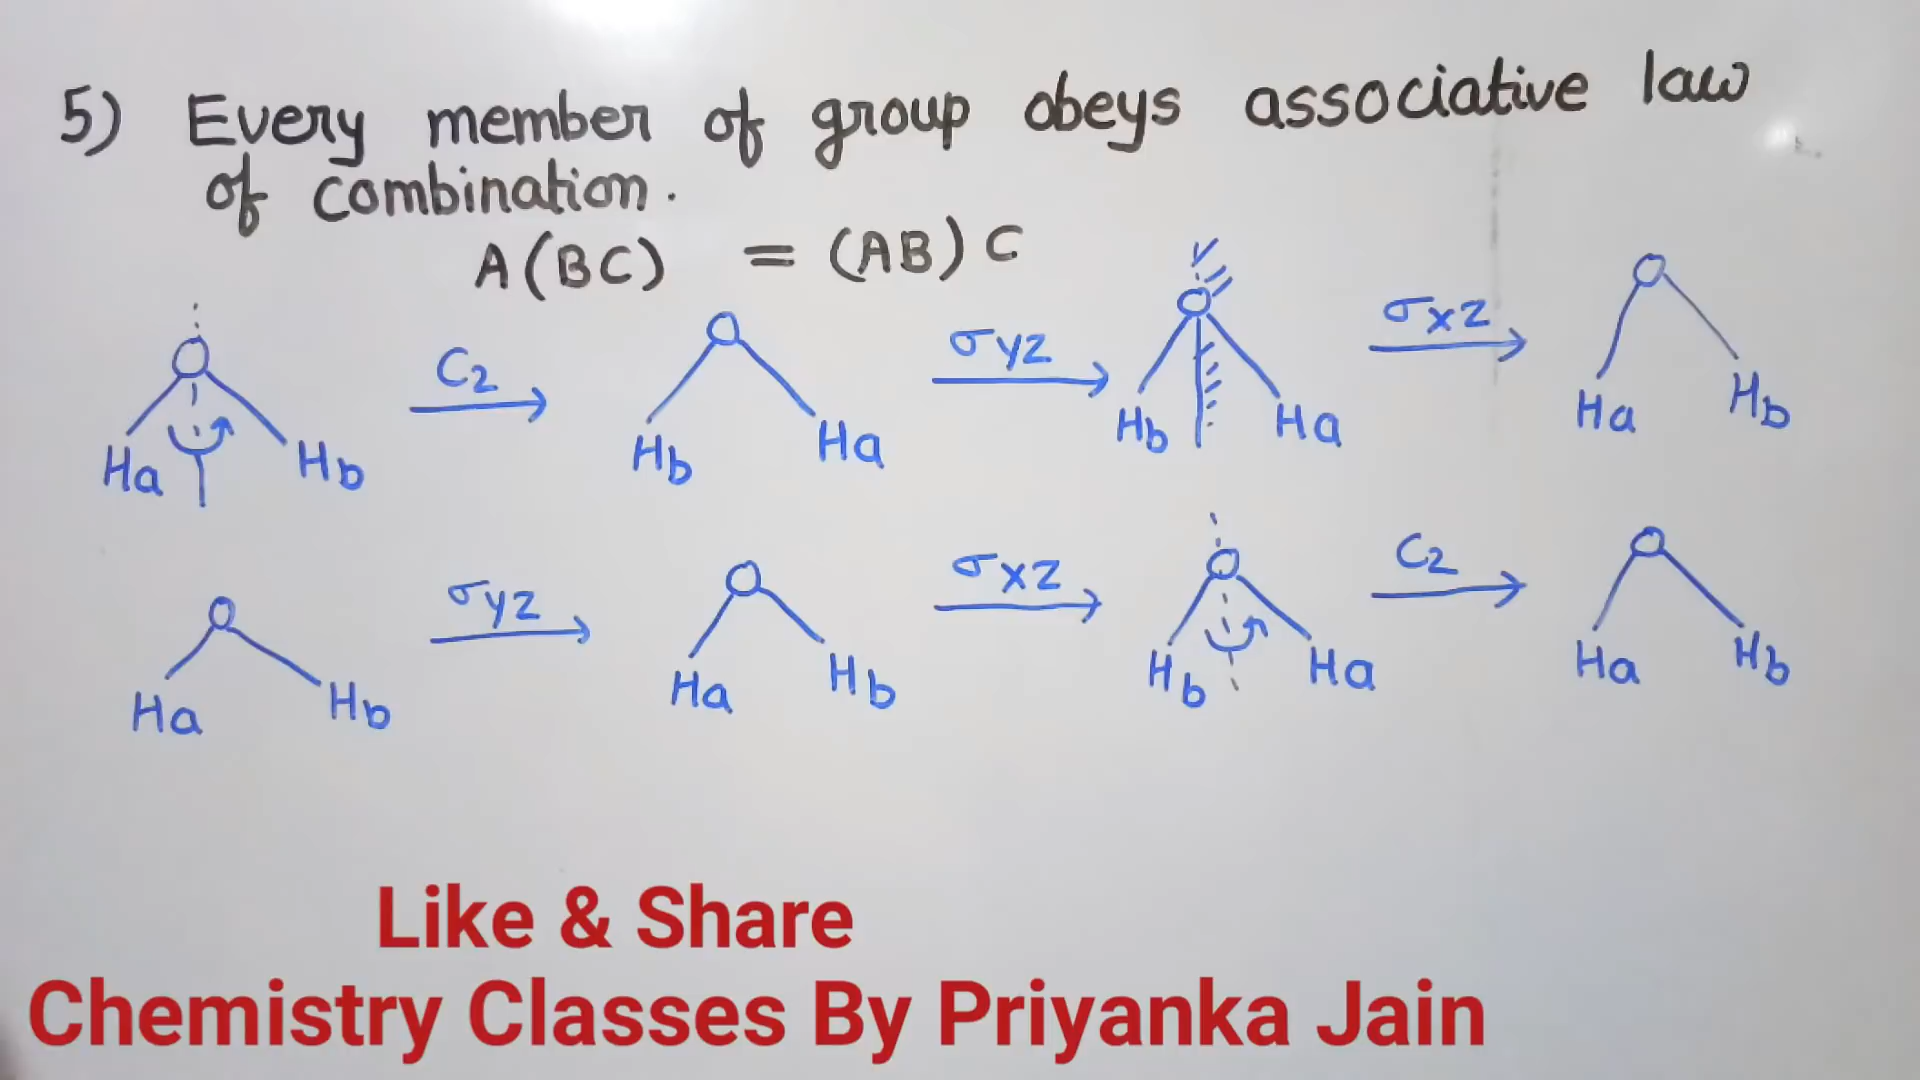 5) Every member of group obeys associative law
of combination.
A(BC) = (AB) C
Ha Hb C2 Hb Ha σyz Hb Ha σxz Ha Hb
Ha Hb σyz Ha Hb σxz Hb Ha C2 Ha Hb
Like & Share
Chemistry Classes By Priyanka Jain